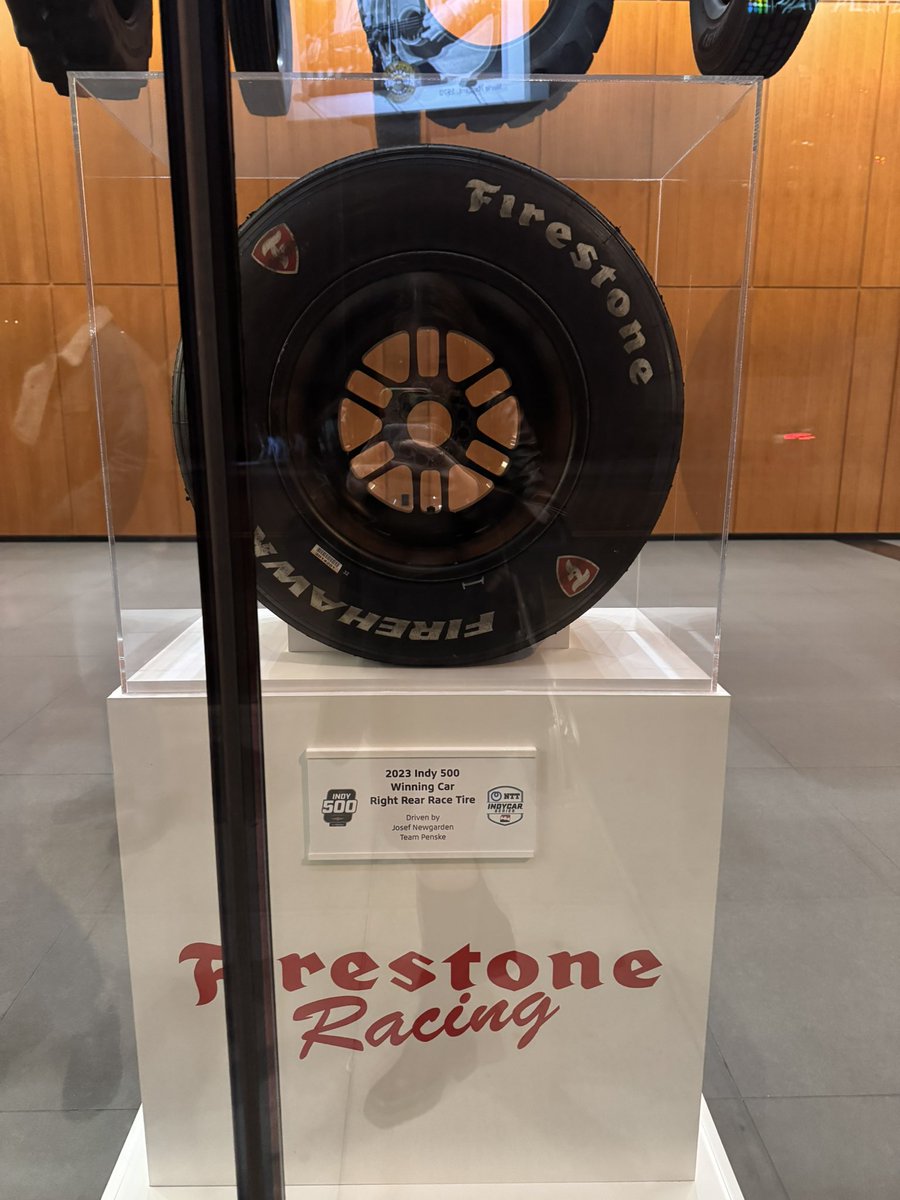 Firestone
FIREHAWK
2023 Indy 500
Winning Car
Right Rear Race Tire
Driven by
Josef Newgarden
Team Penske
INDY
500
NTT
INDYCAR
SERIES
Firestone
Racing